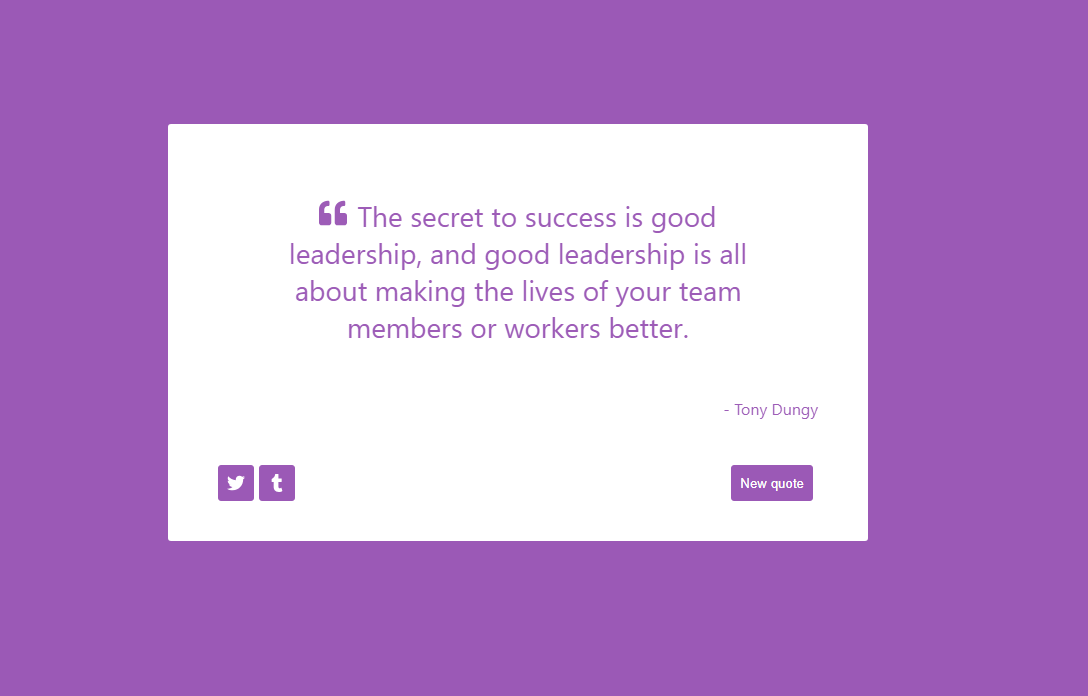 “ The secret to success is good
leadership, and good leadership is all
about making the lives of your team
members or workers better.
- Tony Dungy
New quote